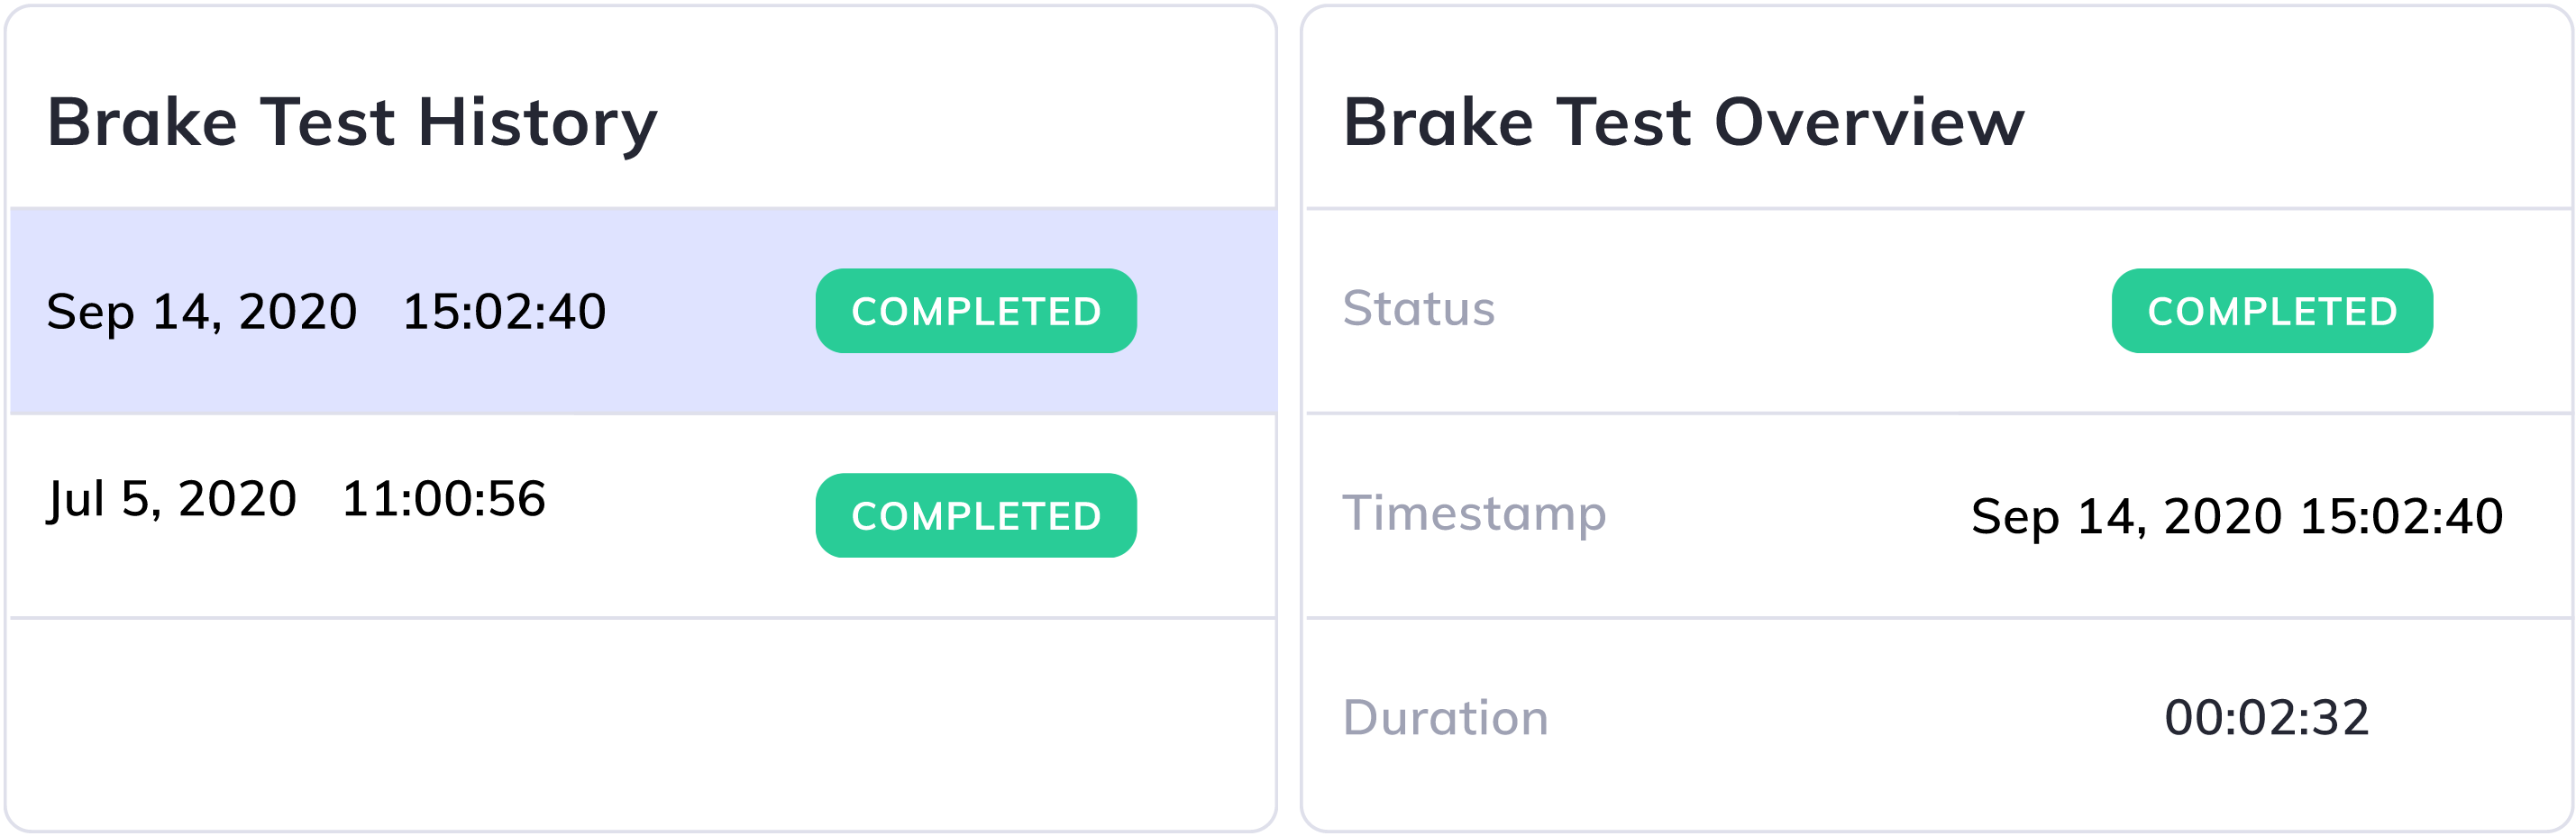 Brake Test History
Sep 14, 2020 15:02:40 COMPLETED
Jul 5, 2020 11:00:56 COMPLETED
Brake Test Overview
Status COMPLETED
Timestamp Sep 14, 2020 15:02:40
Duration 00:02:32